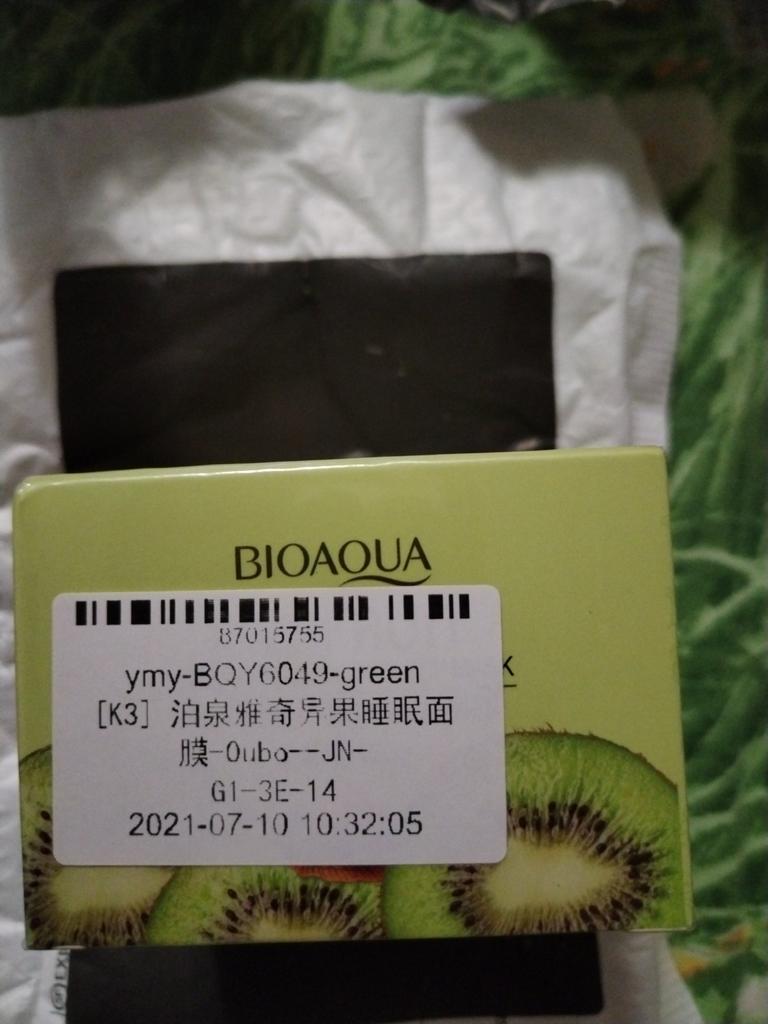 BIOAQUA
87015755
K
ymy-BQY6049-green
[K3] 泊泉雅奇异果睡眠面
膜-Oubo--JN-
G1-3E-14
2021-07-10 10:32:05